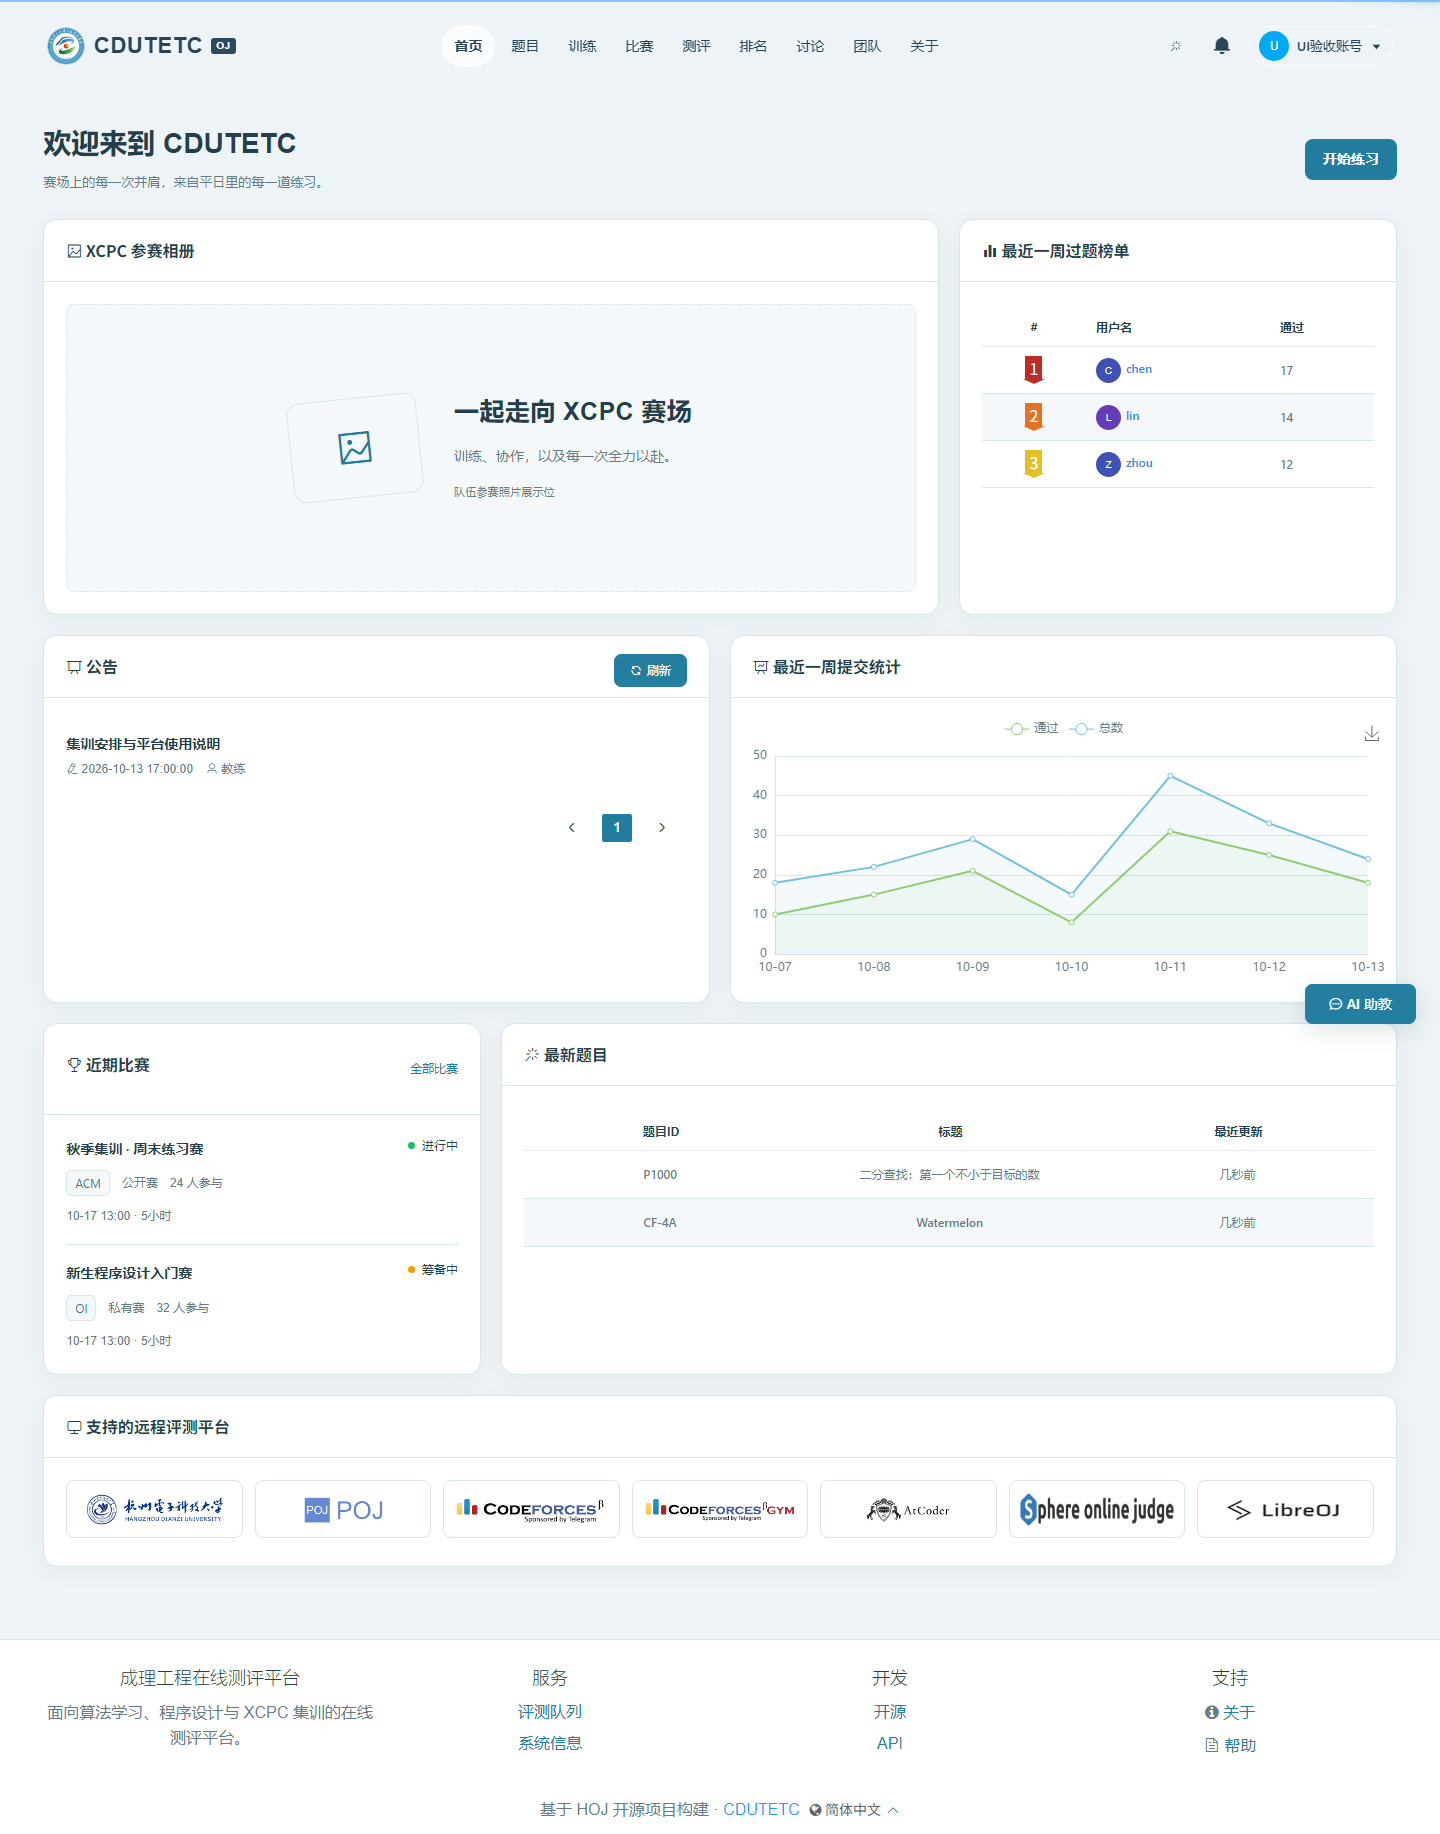 CDUTETC OJ
首页 题目 训练 比赛 测评 排名 讨论 团队 关于
U UI验收账号
欢迎来到 CDUTETC
赛场上的每一次并肩，来自平日里的每一道练习。
开始练习
XCPC 参赛相册
一起走向 XCPC 赛场
训练、协作，以及每一次全力以赴。
队伍参赛照片展示位
最近一周过题榜单
# 用户名 通过
1 C chen 17
2 L lin 14
3 Z zhou 12
公告
刷新
集训安排与平台使用说明
2026-10-13 17:00:00 教练
1
最近一周提交统计
通过 总数
50
40
30
20
10
0
10-07 10-08 10-09 10-10 10-11 10-12 10-13
AI 助教
近期比赛
全部比赛
秋季集训 · 周末练习赛 进行中
ACM 公开赛 24 人参与
10-17 13:00 · 5小时
新生程序设计入门赛 筹备中
OI 私有赛 32 人参与
10-17 13:00 · 5小时
最新题目
题目ID 标题 最近更新
P1000 二分查找：第一个不小于目标的数 几秒前
CF-4A Watermelon 几秒前
支持的远程评测平台
杭州电子科技大学
HANGZHOU DIANZI UNIVERSITY
POJ POJ
CODEFORCES β
Sponsored by Telegram
CODEFORCES β GYM
Sponsored by Telegram
AtCoder
Sphere online judge
LibreOJ
成理工程在线测评平台
面向算法学习、程序设计与 XCPC 集训的在线
测评平台。
服务
评测队列
系统信息
开发
开源
API
支持
关于
帮助
基于 HOJ 开源项目构建 · CDUTETC 简体中文